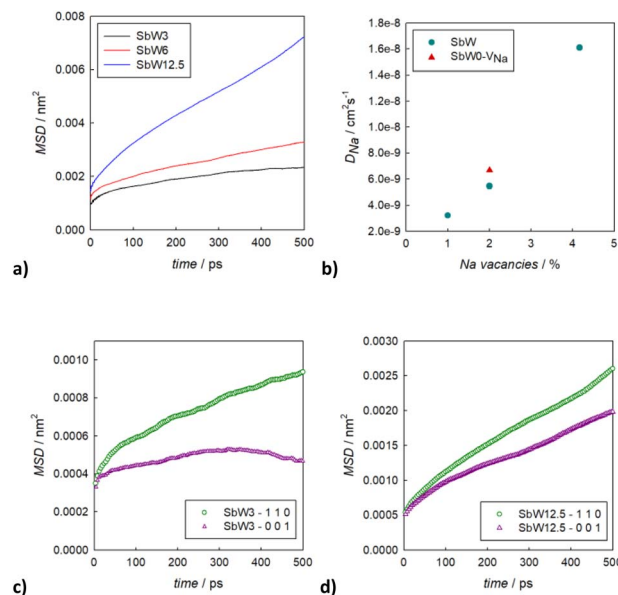 0.008
0.006
0.004
0.002
0.000
MSD / nm²
SbW3
SbW6
SbW12.5
0 100 200 300 400 500
time / ps
a)
1.8e-8
1.6e-8
1.4e-8
1.2e-8
1.0e-8
8.0e-9
6.0e-9
4.0e-9
2.0e-9
D_Na / cm²s⁻¹
SbW
SbW0-V_Na
0 1 2 3 4 5
Na vacancies / %
b)
0.0010
0.0008
0.0006
0.0004
0.0002
0.0000
MSD / nm²
SbW3 - 1 1 0
SbW3 - 0 0 1
0 100 200 300 400 500
time / ps
c)
0.0030
0.0025
0.0020
0.0015
0.0010
0.0005
0.0000
MSD / nm²
SbW12.5 - 1 1 0
SbW12.5 - 0 0 1
0 100 200 300 400 500
time / ps
d)